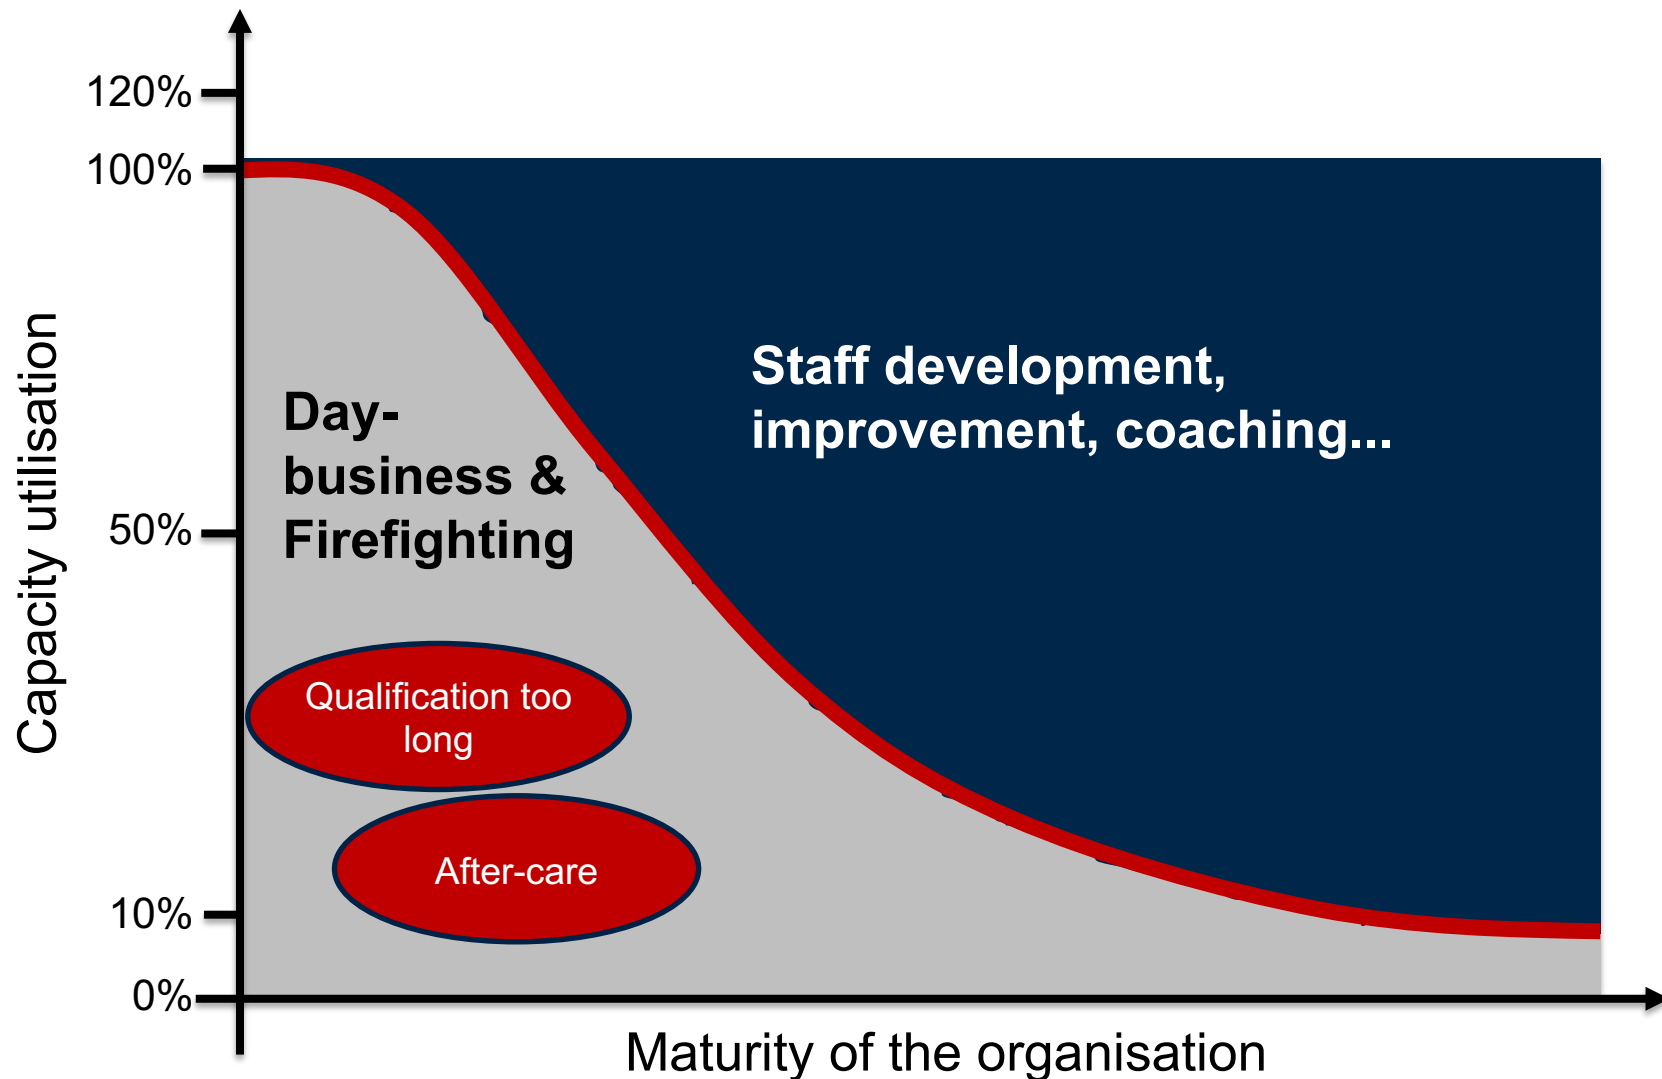 120%
100%
50%
10%
0%
Capacity utilisation
Day-
business &
Firefighting
Staff development,
improvement, coaching...
Qualification too
long
After-care
Maturity of the organisation